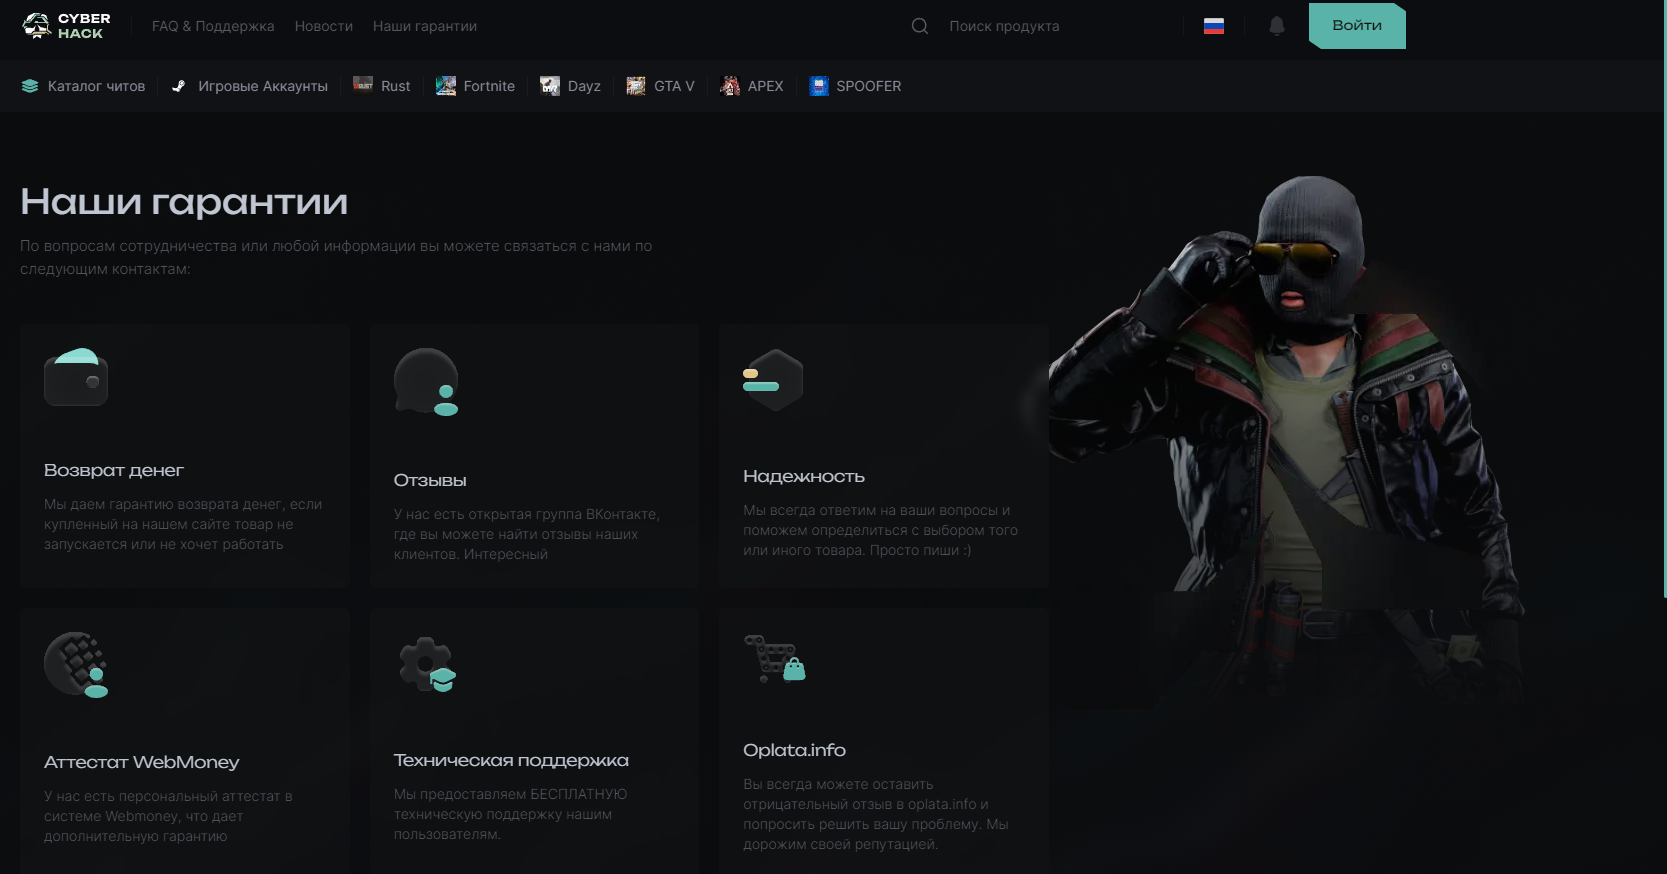 CYBER
HACK
FAQ & Поддержка
Новости
Наши гарантии
Поиск продукта
Войти
Каталог читов
Игровые Аккаунты
Rust
Fortnite
Dayz
GTA V
APEX
SPOOFER
Наши гарантии
По вопросам сотрудничества или любой информации вы можете связаться с нами по
следующим контактам:
Возврат денег
Мы даем гарантию возврата денег, если
купленный на нашем сайте товар не
запускается или не хочет работать
Отзывы
У нас есть открытая группа ВКонтакте,
где вы можете найти отзывы наших
клиентов. Интересный
Надежность
Мы всегда ответим на ваши вопросы и
поможем определиться с выбором того
или иного товара. Просто пиши :)
Аттестат WebMoney
У нас есть персональный аттестат в
системе Webmoney, что дает
дополнительную гарантию
Техническая поддержка
Мы предоставляем БЕСПЛАТНУЮ
техническую поддержку нашим
пользователям.
Oplata.info
Вы всегда можете оставить
отрицательный отзыв в oplata.info и
попросить решить вашу проблему. Мы
дорожим своей репутацией.